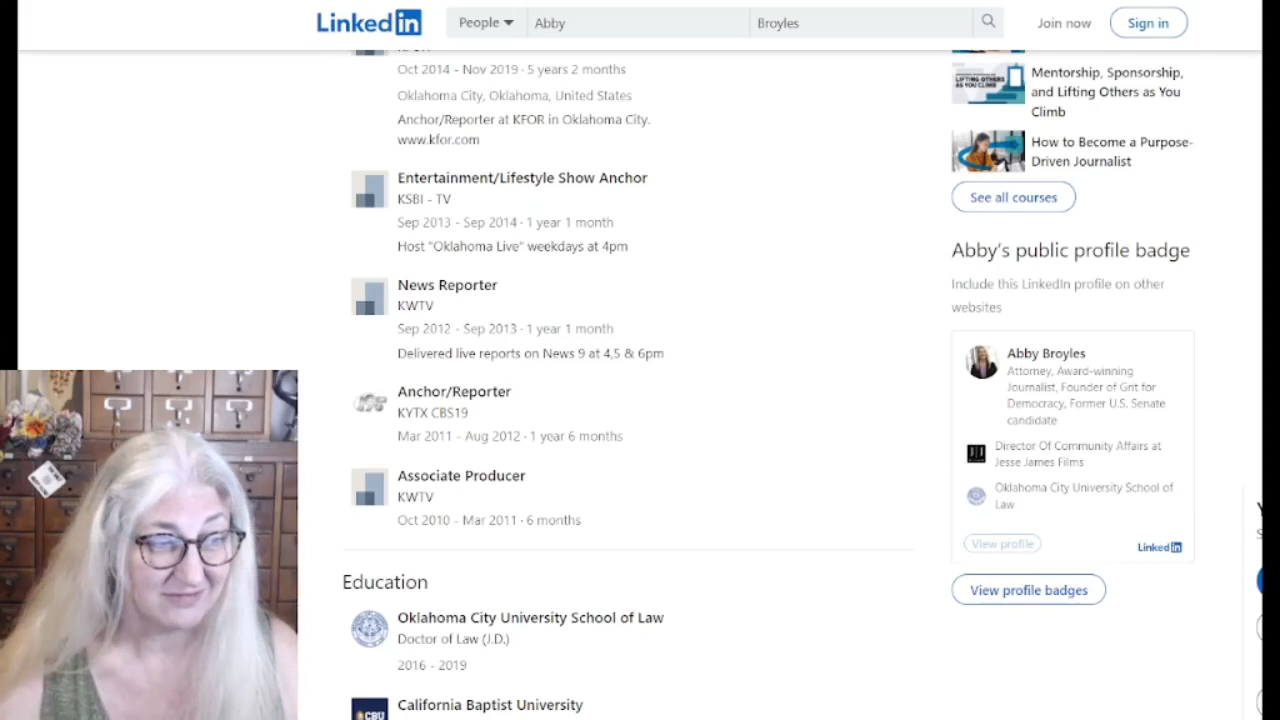 LinkedIn
People
Abby
Broyles
Join now
Sign in
Oct 2014 - Nov 2019 · 5 years 2 months
Oklahoma City, Oklahoma, United States
Anchor/Reporter at KFOR in Oklahoma City.
www.kfor.com
Entertainment/Lifestyle Show Anchor
KSBI - TV
Sep 2013 - Sep 2014 · 1 year 1 month
Host "Oklahoma Live" weekdays at 4pm
News Reporter
KWTV
Sep 2012 - Sep 2013 · 1 year 1 month
Delivered live reports on News 9 at 4,5 & 6pm
Anchor/Reporter
KYTX CBS19
Mar 2011 - Aug 2012 · 1 year 6 months
Associate Producer
KWTV
Oct 2010 - Mar 2011 · 6 months
Education
Oklahoma City University School of Law
Doctor of Law (J.D.)
2016 - 2019
California Baptist University
CBU
LIFTING OTHERS
AS YOU CLIMB
Mentorship, Sponsorship,
and Lifting Others as You
Climb
How to Become a Purpose-
Driven Journalist
See all courses
Abby's public profile badge
Include this LinkedIn profile on other
websites
Abby Broyles
Attorney, Award-winning
Journalist, Founder of Grit for
Democracy, Former U.S. Senate
candidate
Director Of Community Affairs at
Jesse James Films
Oklahoma City University School of
Law
View profile
LinkedIn
View profile badges